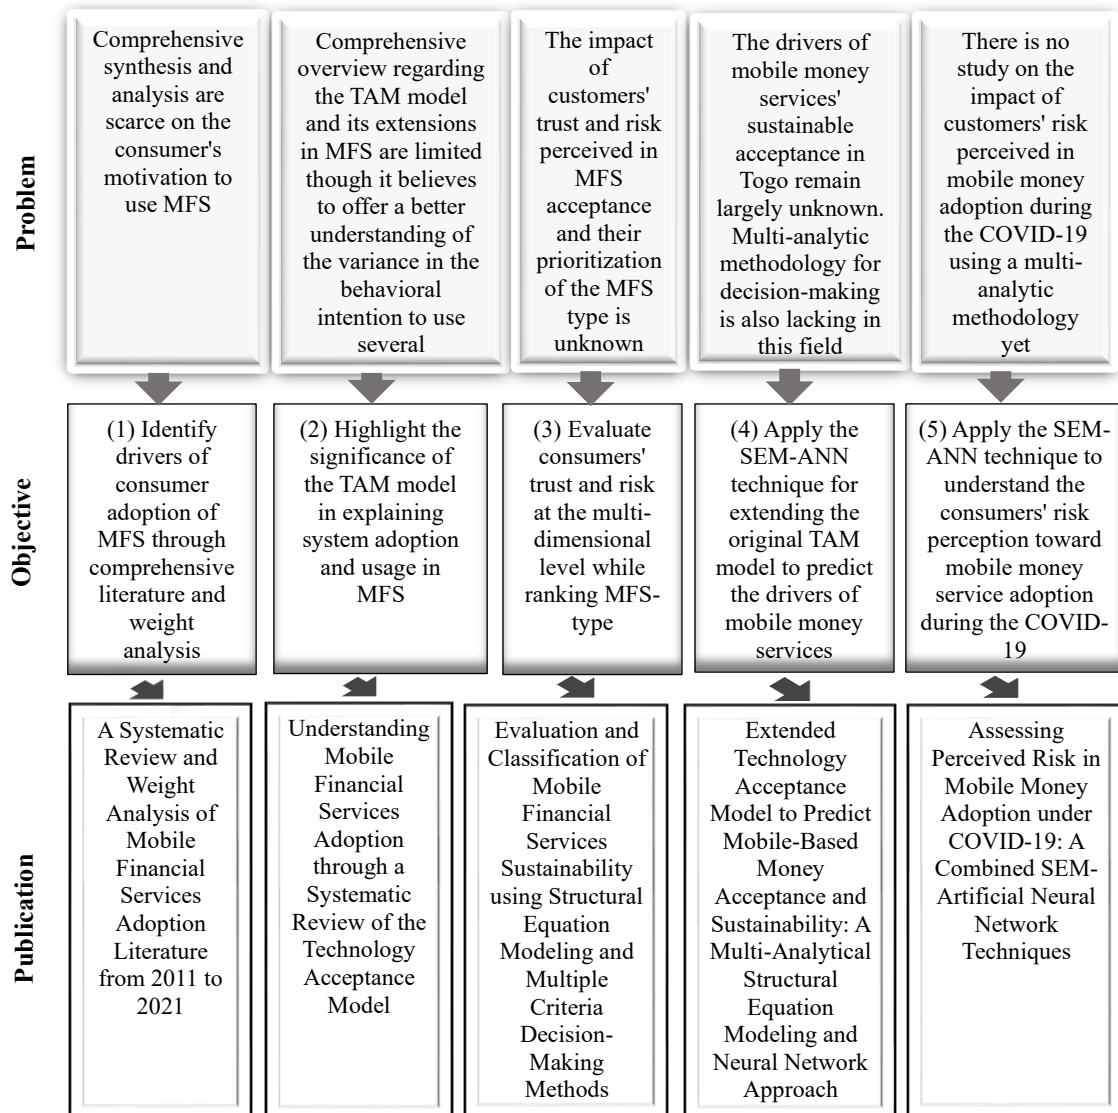 Problem
Comprehensive
synthesis and
analysis are
scarce on the
consumer's
motivation to
use MFS
Comprehensive
overview regarding
the TAM model
and its extensions
in MFS are limited
though it believes
to offer a better
understanding of
the variance in the
behavioral
intention to use
several
The impact
of
customers'
trust and risk
perceived in
MFS
acceptance
and their
prioritization
of the MFS
type is
unknown
The drivers of
mobile money
services'
sustainable
acceptance in
Togo remain
largely unknown.
Multi-analytic
methodology for
decision-making
is also lacking in
this field
There is no
study on the
impact of
customers' risk
perceived in
mobile money
adoption during
the COVID-19
using a multi-
analytic
methodology
yet
Objective
(1) Identify
drivers of
consumer
adoption of
MFS through
comprehensive
literature and
weight
analysis
(2) Highlight the
significance of
the TAM model
in explaining
system adoption
and usage in
MFS
(3) Evaluate
consumers'
trust and risk
at the multi-
dimensional
level while
ranking MFS-
type
(4) Apply the
SEM-ANN
technique for
extending the
original TAM
model to predict
the drivers of
mobile money
services
(5) Apply the SEM-
ANN technique to
understand the
consumers' risk
perception toward
mobile money
service adoption
during the COVID-
19
Publication
A Systematic
Review and
Weight
Analysis of
Mobile
Financial
Services
Adoption
Literature
from 2011 to
2021
Understanding
Mobile
Financial
Services
Adoption
through a
Systematic
Review of the
Technology
Acceptance
Model
Evaluation and
Classification of
Mobile
Financial
Services
Sustainability
using Structural
Equation
Modeling and
Multiple
Criteria
Decision-
Making
Methods
Extended
Technology
Acceptance
Model to Predict
Mobile-Based
Money
Acceptance and
Sustainability: A
Multi-Analytical
Structural
Equation
Modeling and
Neural Network
Approach
Assessing
Perceived Risk in
Mobile Money
Adoption under
COVID-19: A
Combined SEM-
Artificial Neural
Network
Techniques